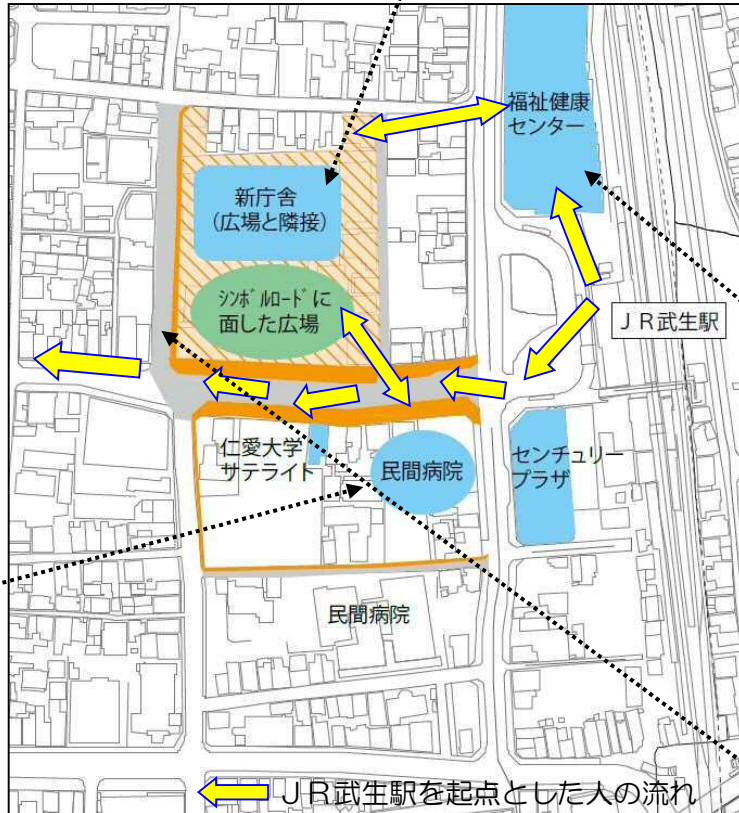 福祉健康
センター
新庁舎
(広場と隣接)
シンボルロードに
面した広場
JR武生駅
仁愛大学
サテライト
民間病院
センチュリー
プラザ
民間病院
JR武生駅を起点とした人の流れ